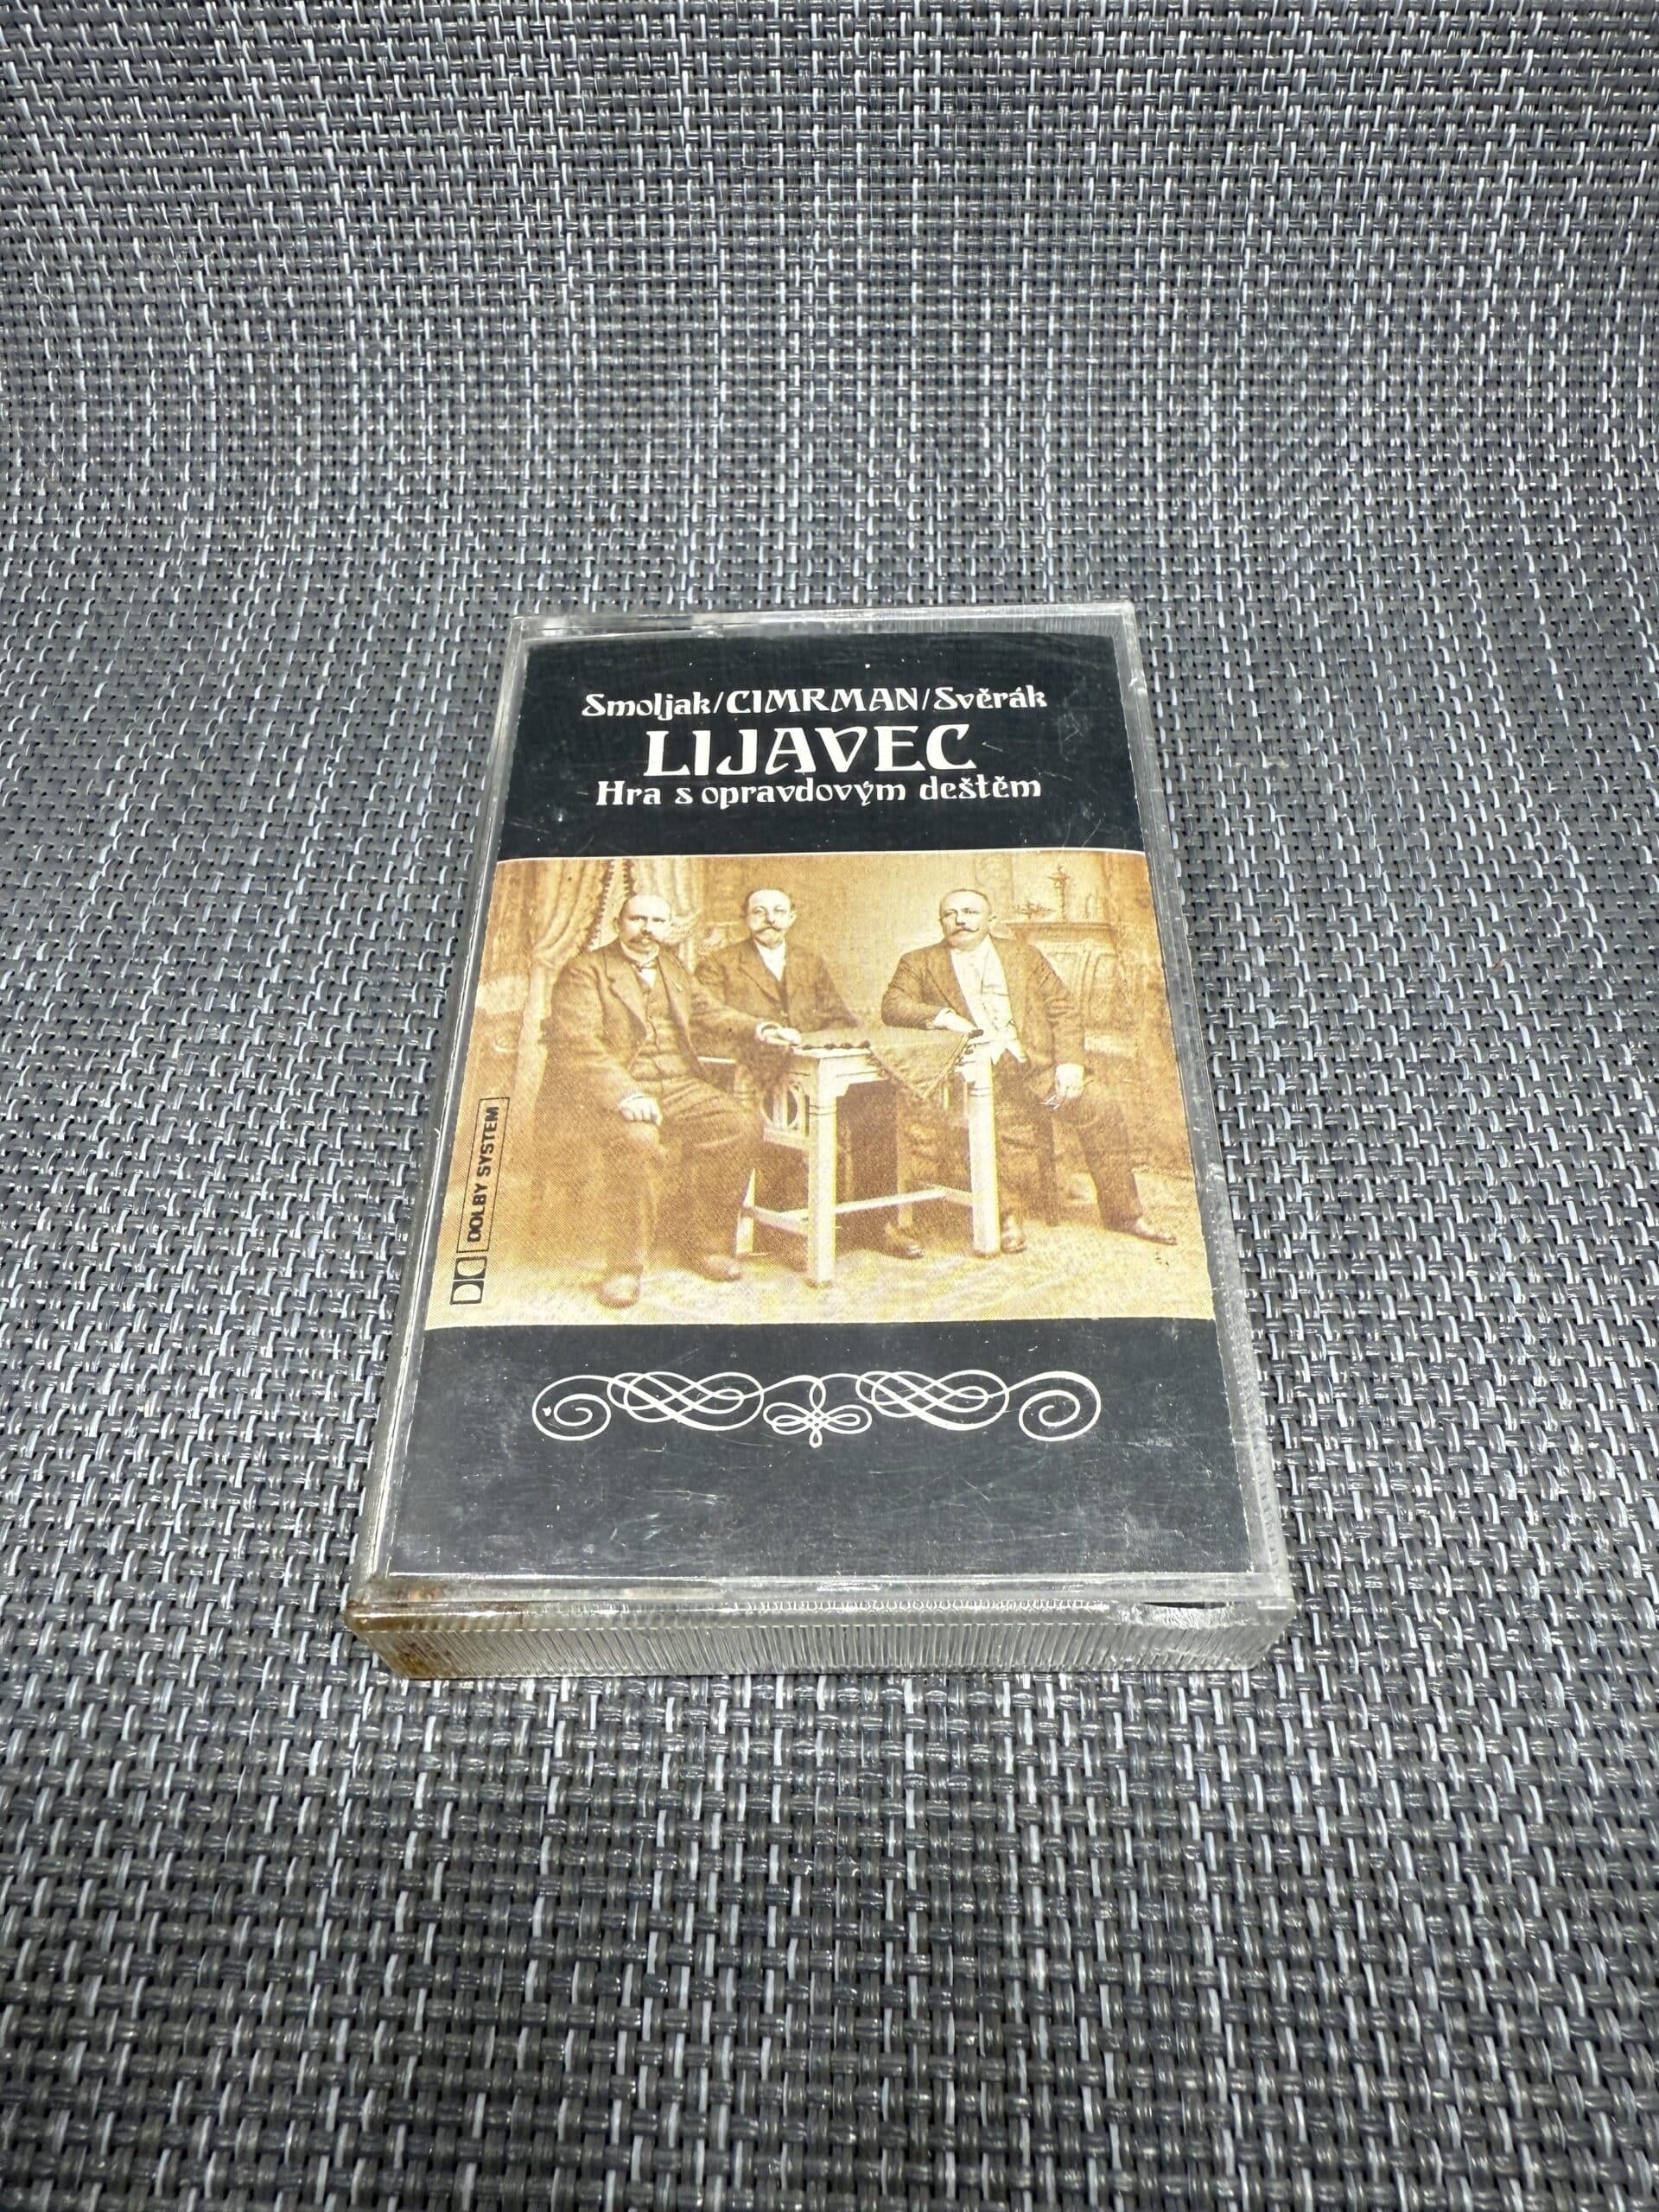 Smoljak/CIMRMAN/Svěrák
LIJAVEC
Hra s opravdovým deštěm
DOLBY SYSTEM